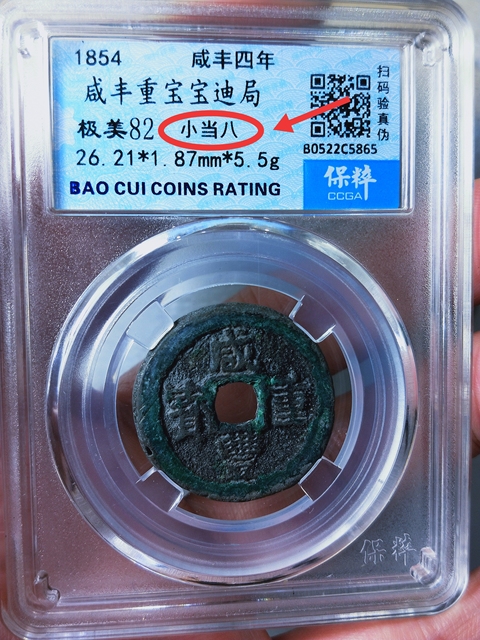 1854 咸丰四年
咸丰重宝宝迪局
极美82 小当八
26.21*1.87mm*5.5g
BAO CUI COINS RATING
扫码验真伪
B0522C5865
保粹
CCGA
咸豐重寶
保粹